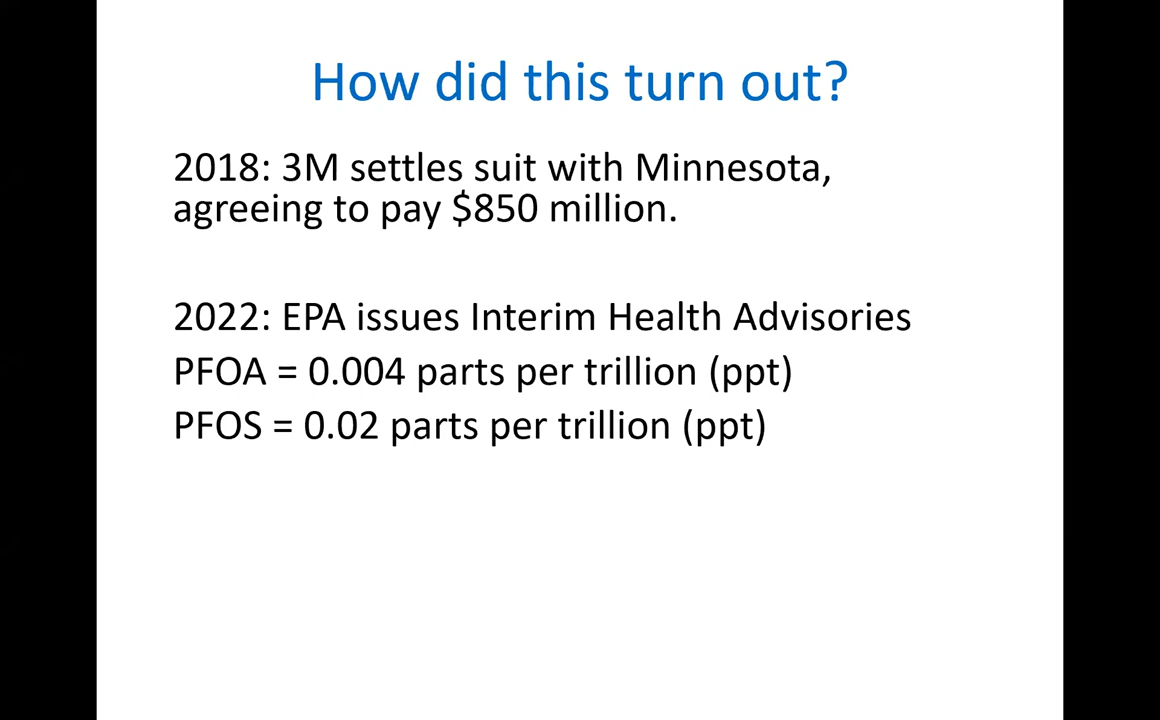 How did this turn out?
2018: 3M settles suit with Minnesota,
agreeing to pay $850 million.
2022: EPA issues Interim Health Advisories
PFOA = 0.004 parts per trillion (ppt)
PFOS = 0.02 parts per trillion (ppt)